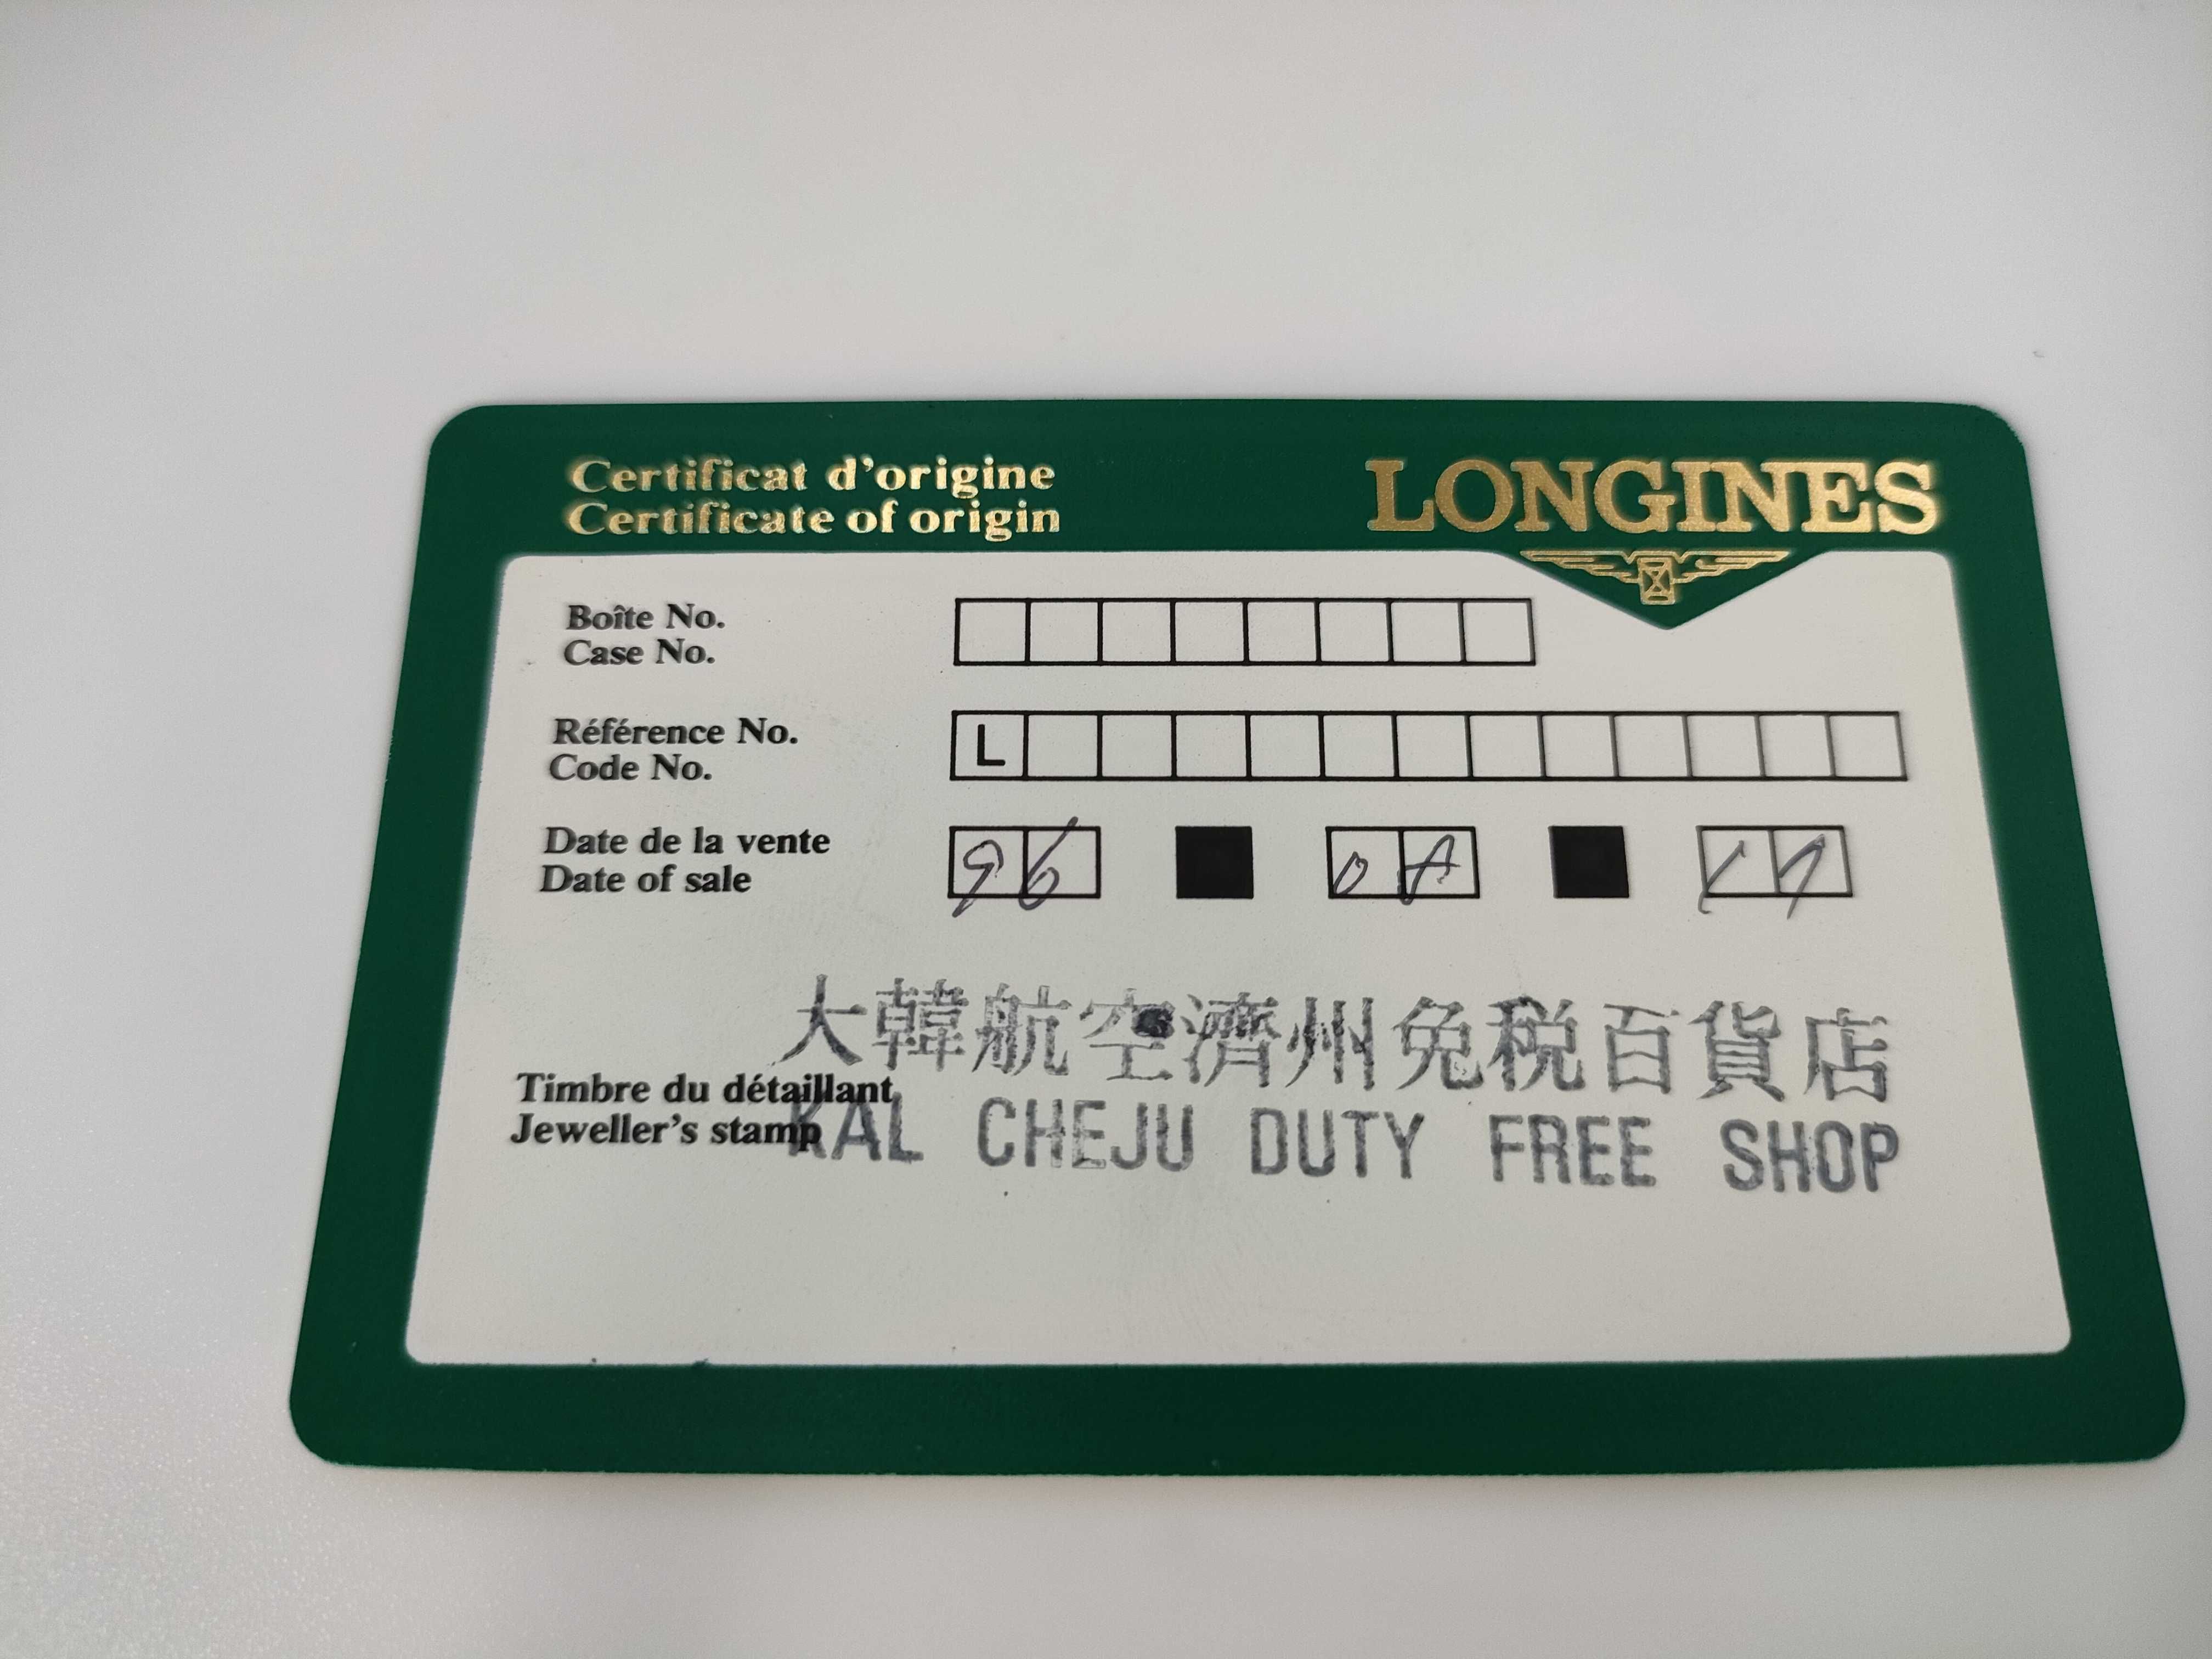 Certificat d'origine
Certificate of origin
LONGINES
Boîte No.
Case No.
Référence No.
Code No.
L
Date de la vente
Date of sale
96
大韓航空濟州免税百貨店
Timbre du détaillant
Jeweller's stamp
KAL CHEJU DUTY FREE SHOP